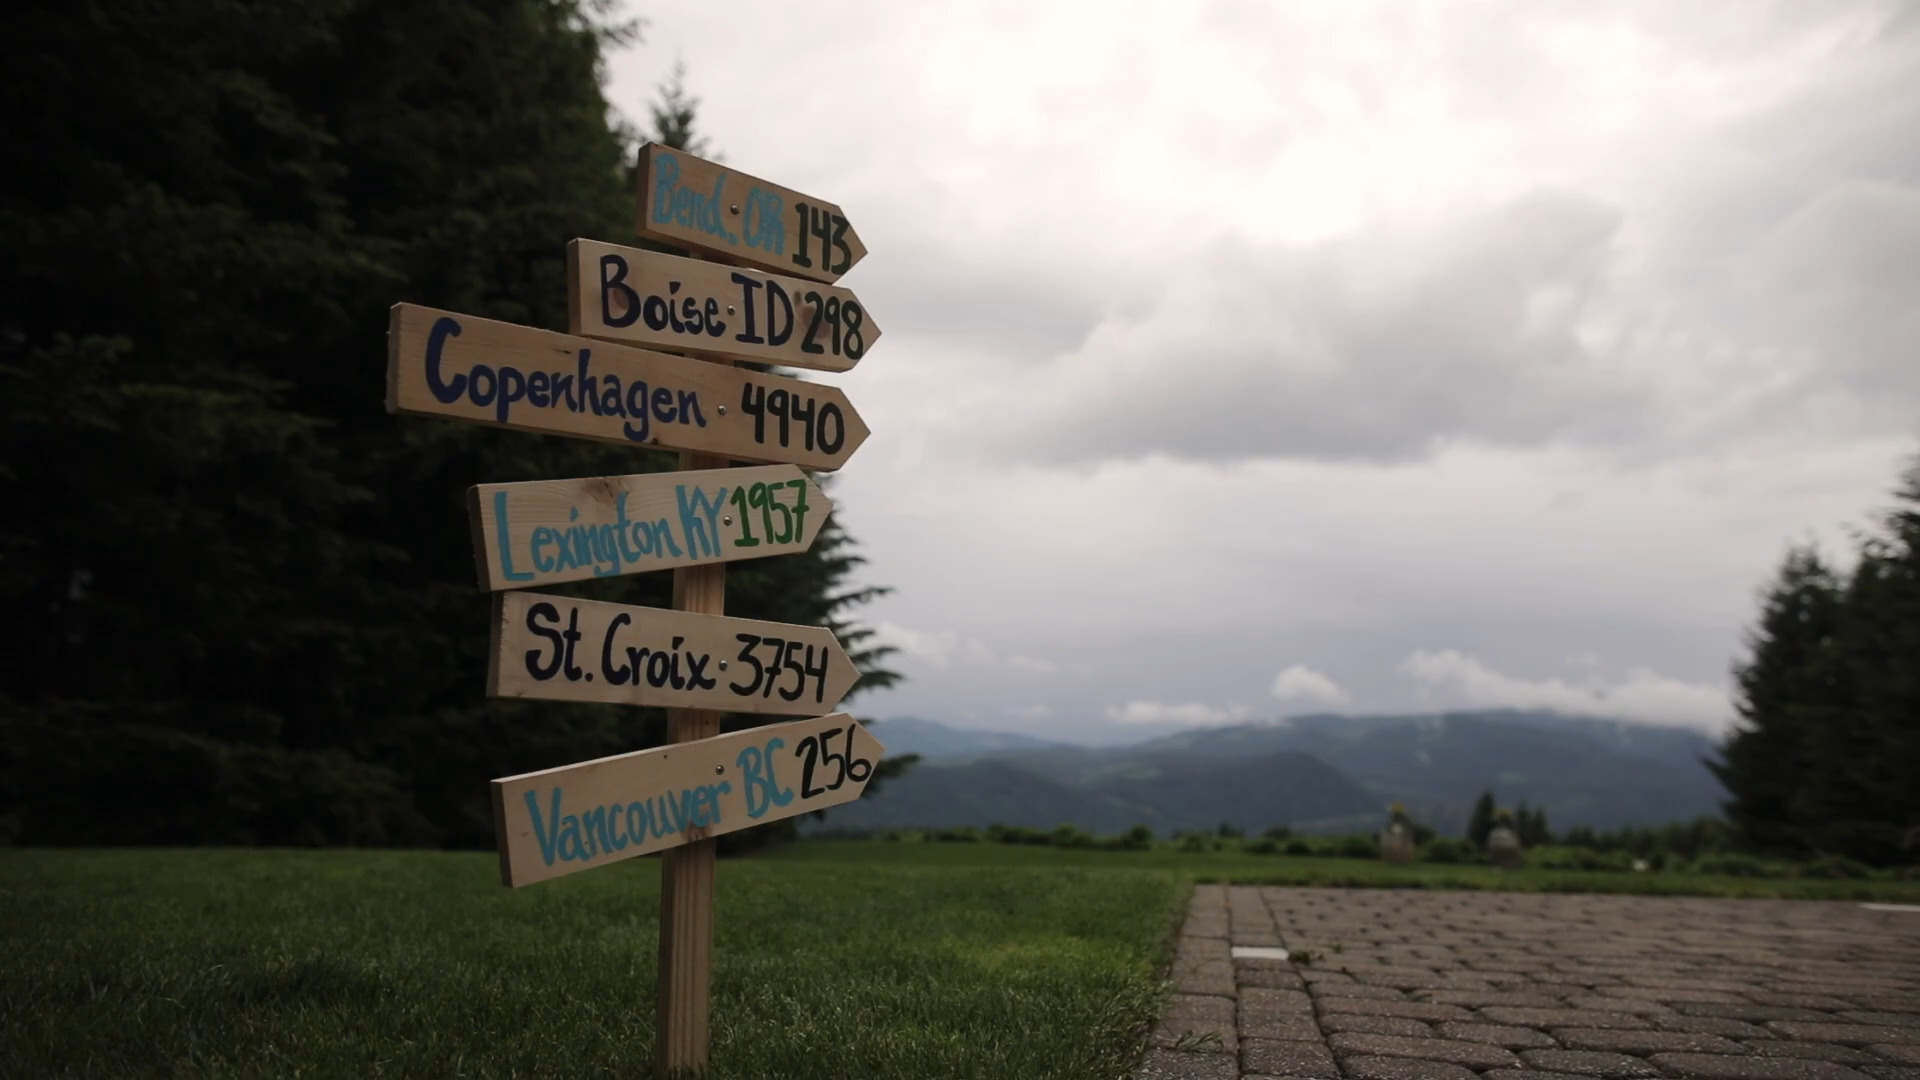 Bend, OR 143
Boise ID 298
Copenhagen 4940
Lexington KY 1957
St. Croix 3754
Vancouver BC 256